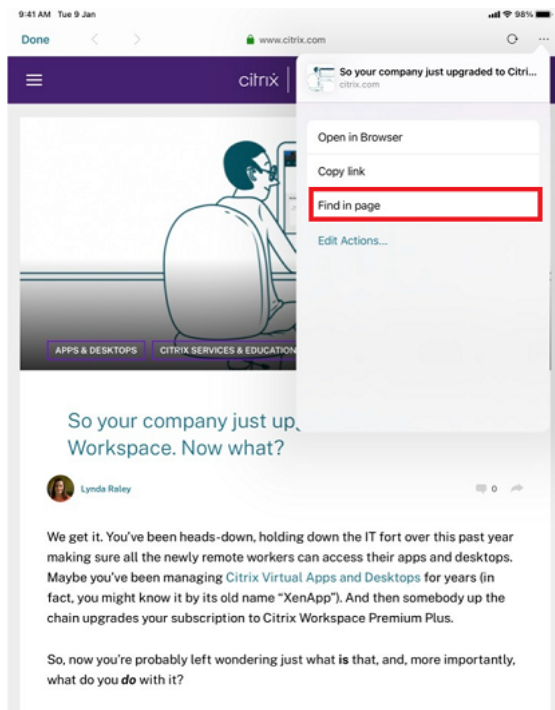 9:41 AM Tue 9 Jan
98%
Done
www.citrix.com
citrix
So your company just upgraded to Citri...
citrix.com
Open in Browser
Copy link
Find in page
Edit Actions...
APPS & DESKTOPS
CITRIX SERVICES & EDUCATION
So your company just up
Workspace. Now what?
Lynda Raley
0
We get it. You've been heads-down, holding down the IT fort over this past year
making sure all the newly remote workers can access their apps and desktops.
Maybe you've been managing Citrix Virtual Apps and Desktops for years (in
fact, you might know it by its old name "XenApp"). And then somebody up the
chain upgrades your subscription to Citrix Workspace Premium Plus.
So, now you're probably left wondering just what is that, and, more importantly,
what do you do with it?